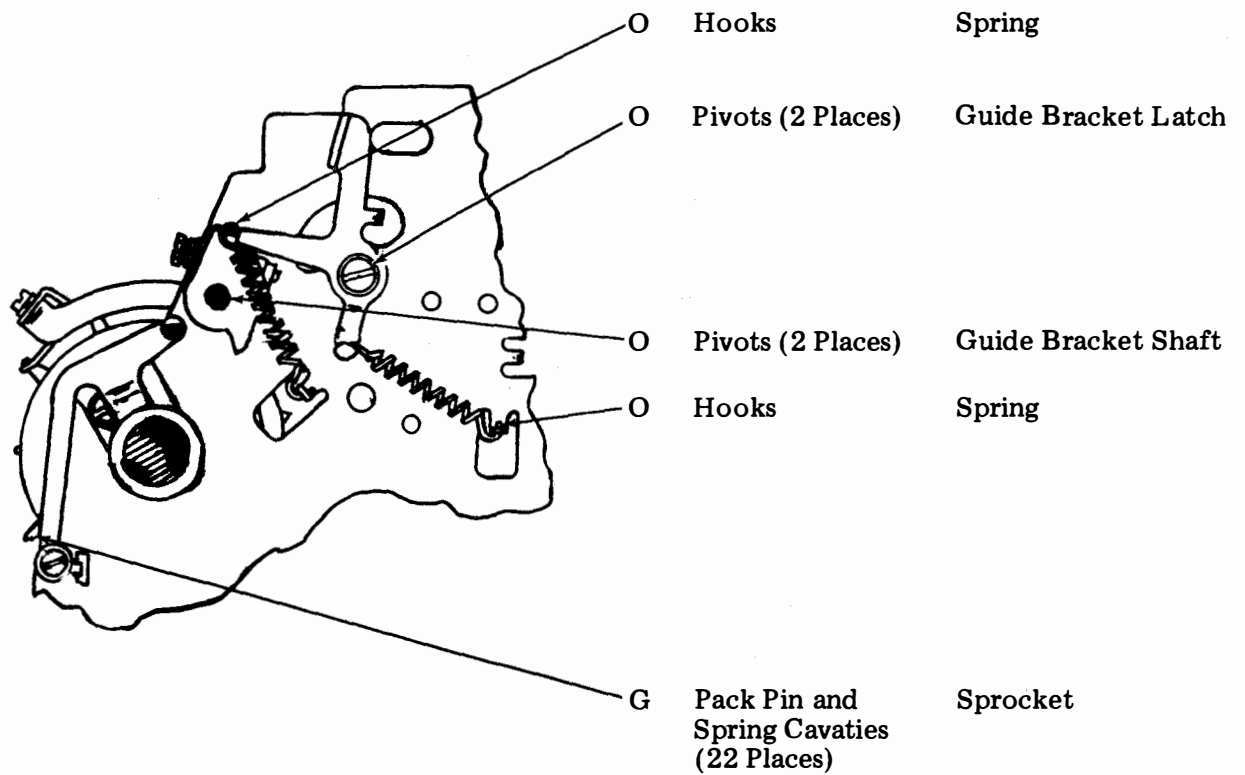 O Hooks Spring
O Pivots (2 Places) Guide Bracket Latch
O Pivots (2 Places) Guide Bracket Shaft
O Hooks Spring
G Pack Pin and Sprocket
Spring Cavaties
(22 Places)